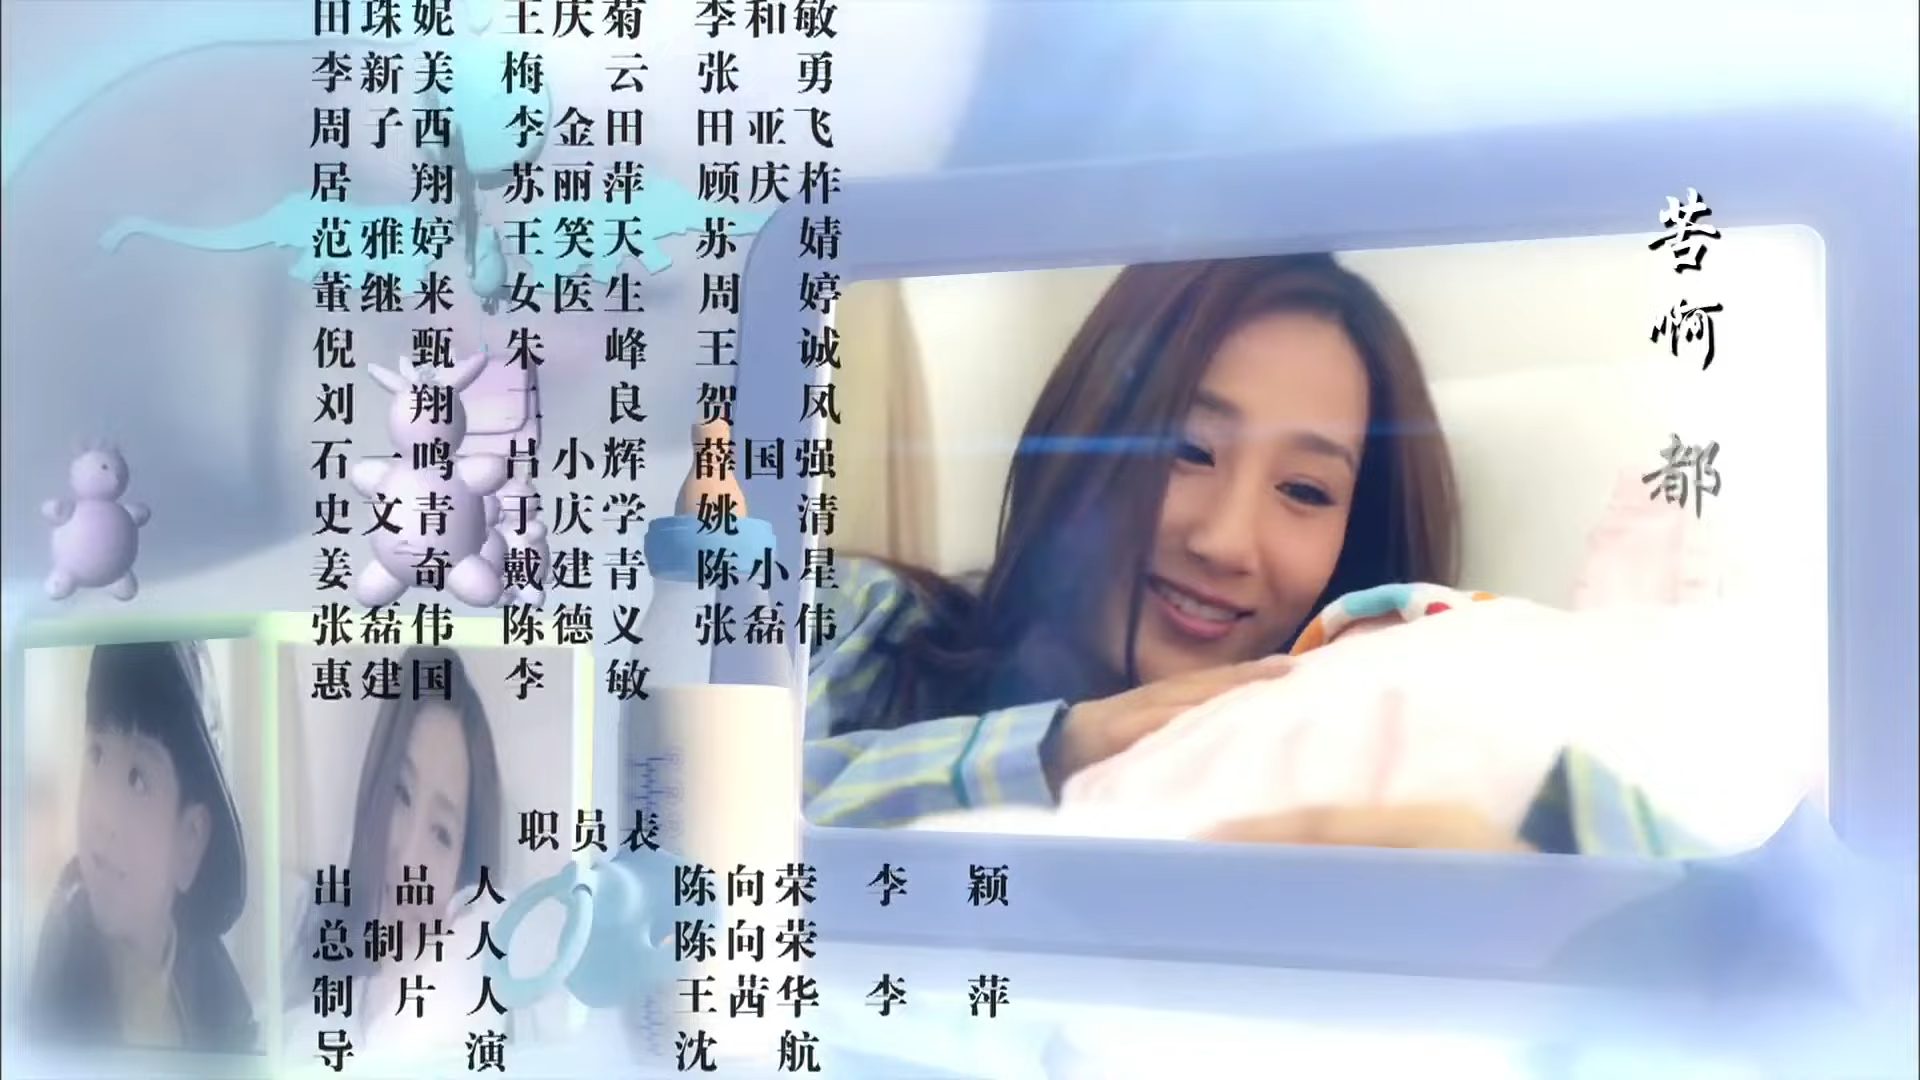 田珠妮 王庆菊 李和敏
李新美 梅云 张勇
周子西 李金田 田亚飞
居翔 苏丽萍 顾庆柞
范雅婷 王笑天 苏婧
董继来 女医生 周婷
倪甄 朱峰 王诚
刘翔 二良 贺凤
石一鸣 吕小辉 薛国强
史文青 于庆学 姚清
姜奇 戴建青 陈小星
张磊伟 陈德义 张磊伟
惠建国 李敏
职员表
出品人 陈向荣 李颖
总制片人 陈向荣
制片人 王茜华 李萍
导演 沈航
苦啊 都